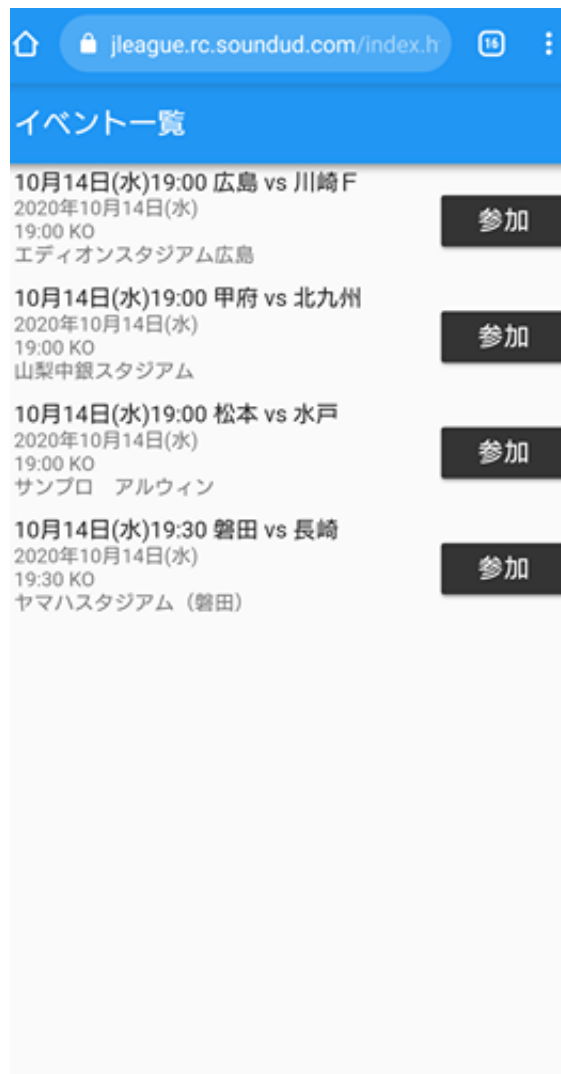 jleague.rc.soundud.com/index.h
16
イベント一覧
10月14日(水)19:00 広島 vs 川崎Ｆ
2020年10月14日(水)
19:00 KO
エディオンスタジアム広島
参加
10月14日(水)19:00 甲府 vs 北九州
2020年10月14日(水)
19:00 KO
山梨中銀スタジアム
参加
10月14日(水)19:00 松本 vs 水戸
2020年10月14日(水)
19:00 KO
サンプロ　アルウィン
参加
10月14日(水)19:30 磐田 vs 長崎
2020年10月14日(水)
19:30 KO
ヤマハスタジアム（磐田）
参加